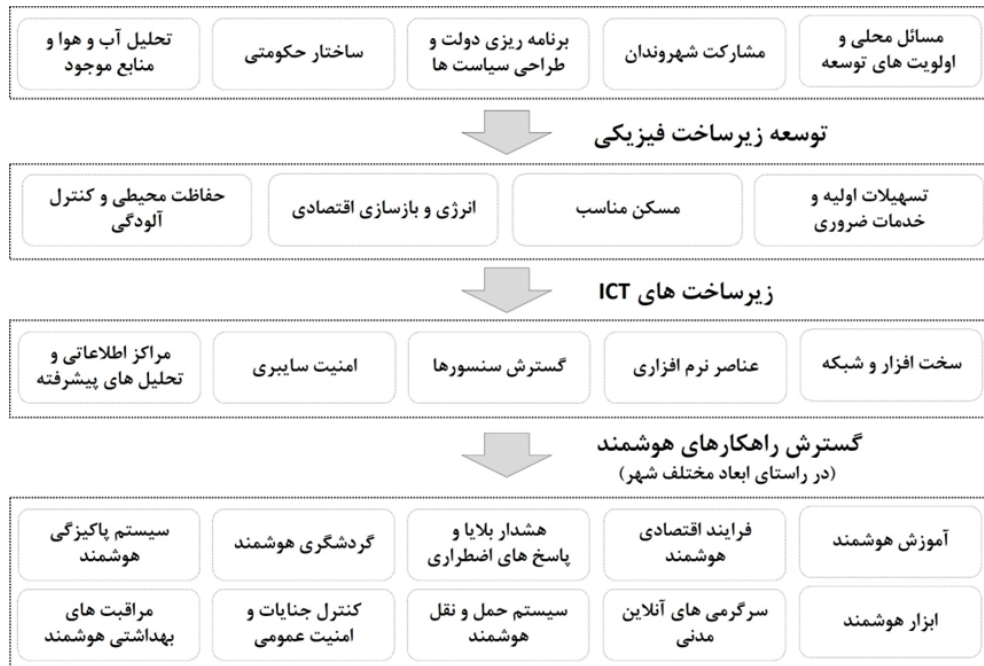 مسائل محلی و
اولویت های توسعه
مشارکت شهروندان
برنامه ریزی دولت و
طراحی سیاست ها
ساختار حکومتی
تحلیل آب و هوا و
منابع موجود
توسعه زیرساخت فیزیکی
تسهیلات اولیه و
خدمات ضروری
مسکن مناسب
انرژی و بازسازی اقتصادی
حفاظت محیطی و کنترل
آلودگی
زیرساخت های ICT
سخت افزار و شبکه
عناصر نرم افزاری
گسترش سنسورها
امنیت سایبری
مراکز اطلاعاتی و
تحلیل های پیشرفته
گسترش راهکارهای هوشمند
(در راستای ابعاد مختلف شهر)
آموزش هوشمند
فرایند اقتصادی
هوشمند
هشدار بلایا و
پاسخ های اضطراری
گردشگری هوشمند
سیستم پاکیزگی
هوشمند
ابزار هوشمند
سرگرمی های آنلاین
مدنی
سیستم حمل و نقل
هوشمند
کنترل جنایات و
امنیت عمومی
مراقبت های
بهداشتی هوشمند